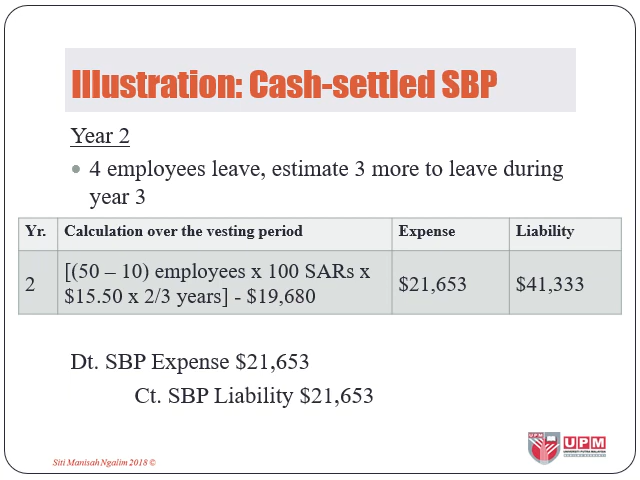 Illustration: Cash-settled SBP
Year 2
• 4 employees leave, estimate 3 more to leave during
year 3
Yr. Calculation over the vesting period Expense Liability
2 [(50 – 10) employees x 100 SARs x $21,653 $41,333
$15.50 x 2/3 years] - $19,680
Dt. SBP Expense $21,653
Ct. SBP Liability $21,653
Siti Manisah Ngalim 2018 ©
UPM